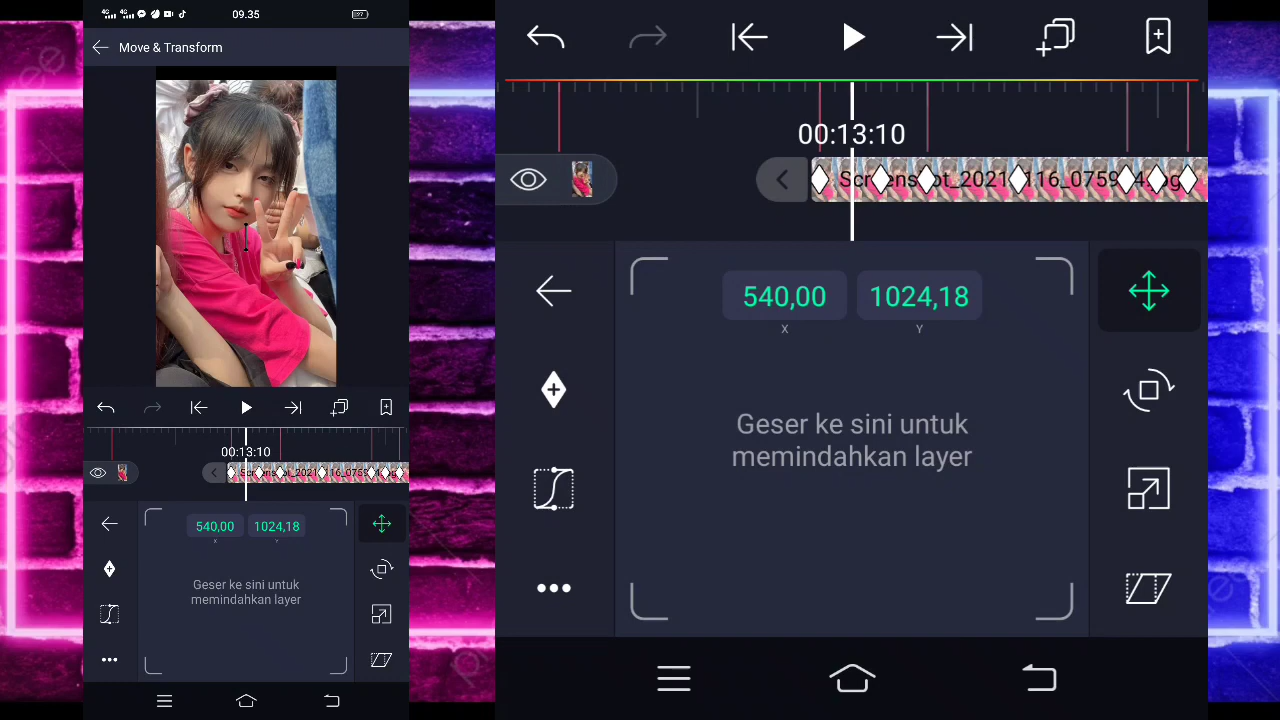 09.35
97
Move & Transform
00:13:10
540,00
1024,18
X
Y
Geser ke sini untuk
memindahkan layer
00:13:10
540,00
1024,18
X
Y
Geser ke sini untuk
memindahkan layer